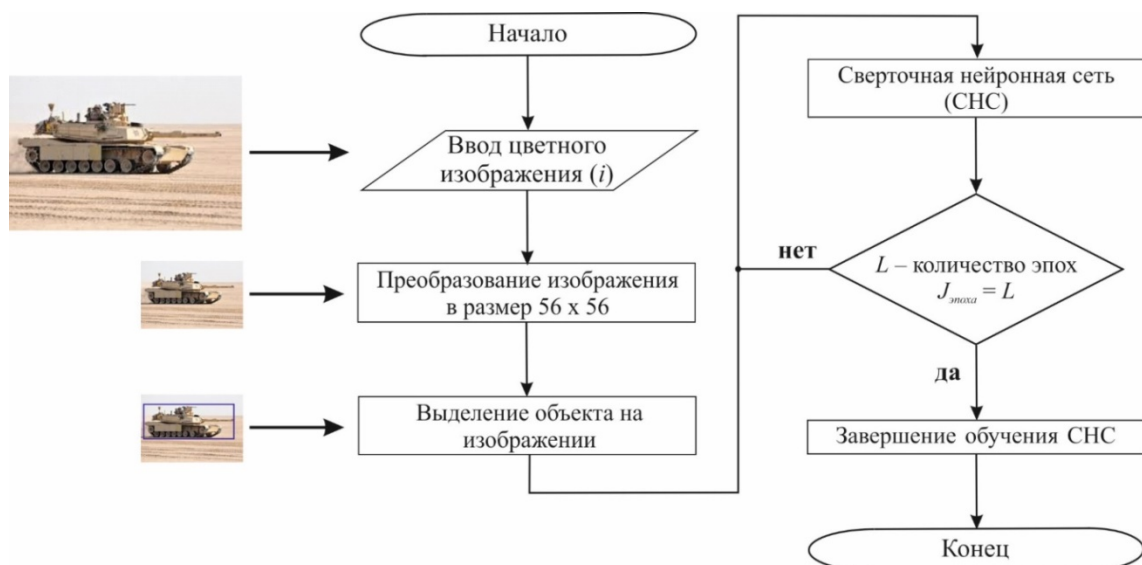 Начало
Ввод цветного
изображения (i)
Преобразование изображения
в размер 56 x 56
Выделение объекта на
изображении
Сверточная нейронная сеть
(СНС)
нет
L – количество эпох
Jэпоха = L
да
Завершение обучения СНС
Конец